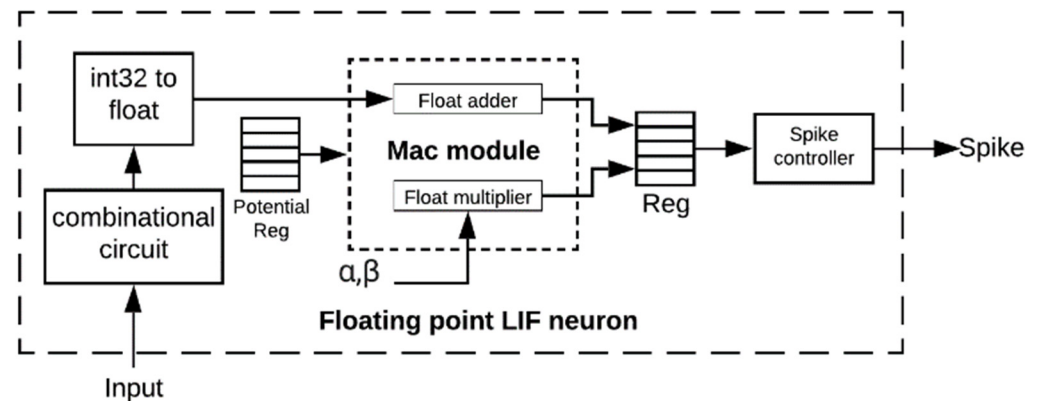 int32 to
float
Float adder
Spike
controller
Spike
Mac module
Potential
Reg
Float multiplier
Reg
combinational
circuit
α,β
Floating point LIF neuron
Input